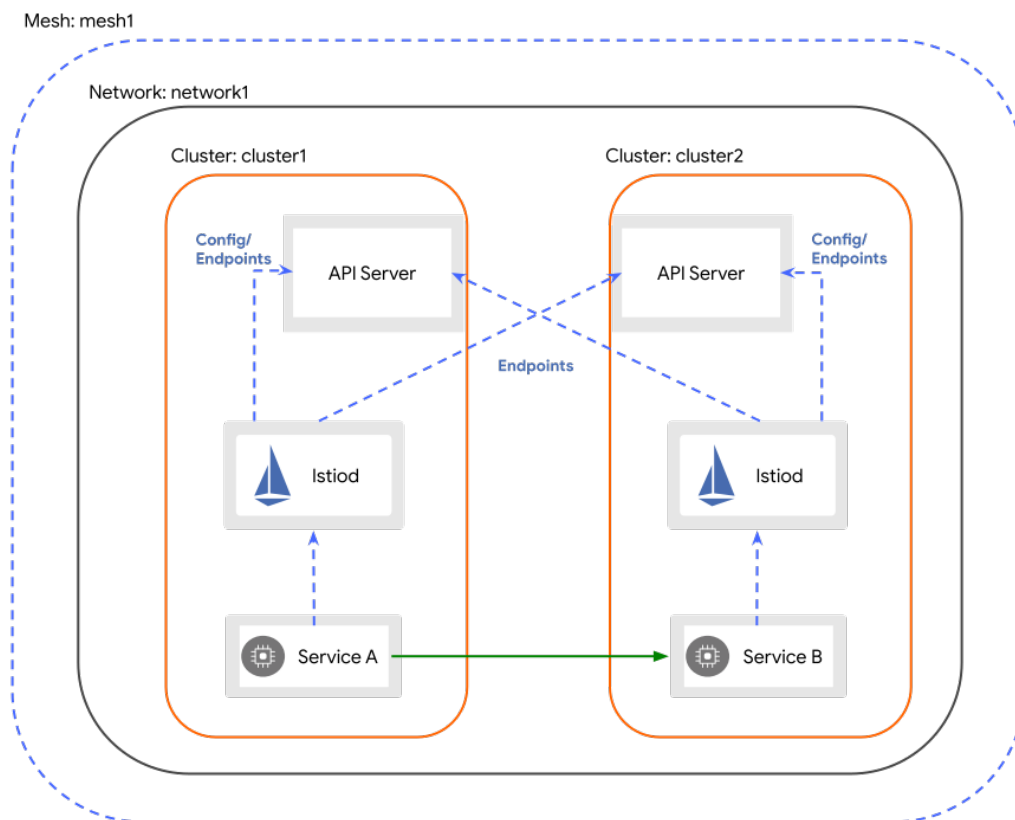 Mesh: mesh1
Network: network1
Cluster: cluster1
Cluster: cluster2
Config/
Endpoints
API Server
API Server
Config/
Endpoints
Endpoints
Istiod
Istiod
Service A
Service B